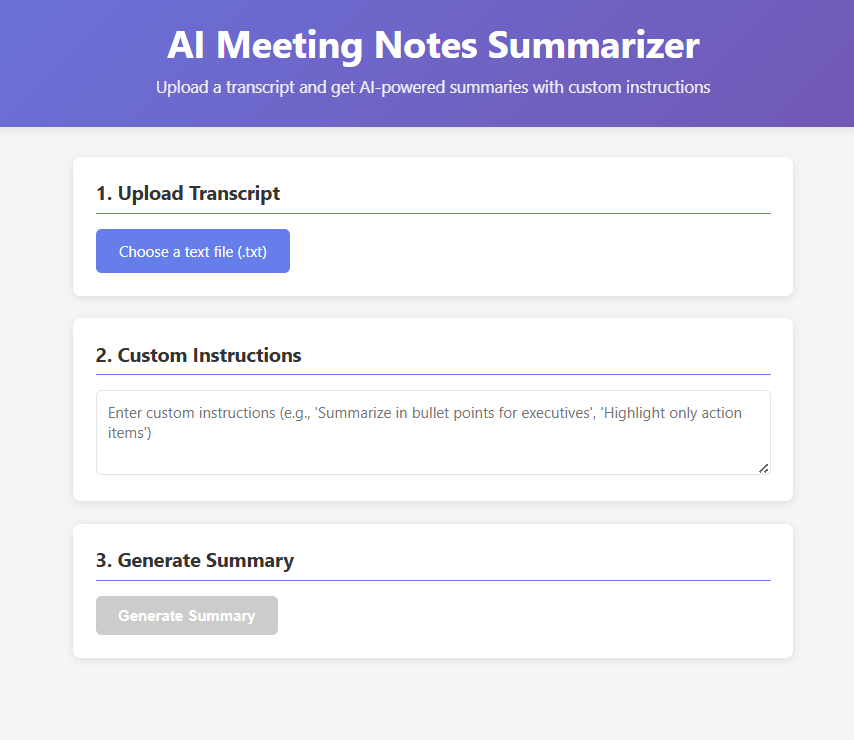 AI Meeting Notes Summarizer
Upload a transcript and get AI-powered summaries with custom instructions
1. Upload Transcript
Choose a text file (.txt)
2. Custom Instructions
Enter custom instructions (e.g., 'Summarize in bullet points for executives', 'Highlight only action
items')
3. Generate Summary
Generate Summary